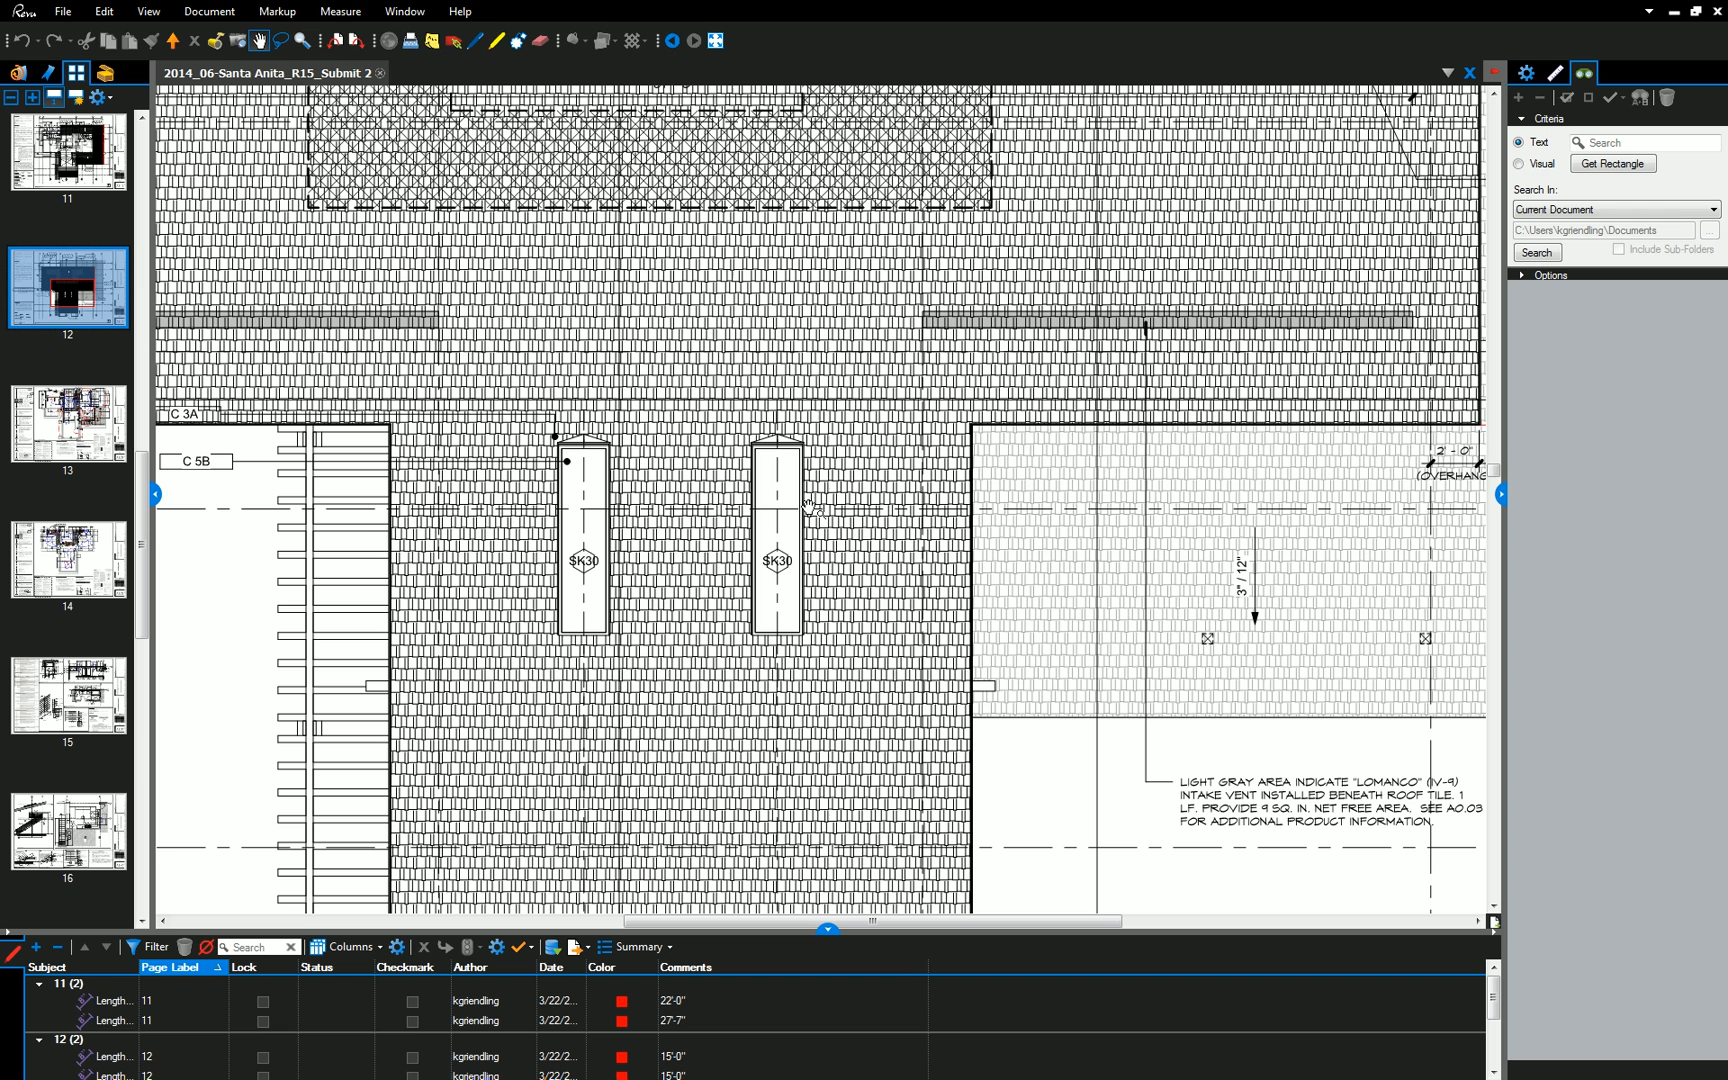 Revu File Edit View Document Markup Measure Window Help
2014_06-Santa Anita_R15_Submit 2
11
12
13
14
15
16
C 3A
C 5B
SK30
SK30
2' - 0"
(OVERHANG
3" / 12"
LIGHT GRAY AREA INDICATE "LOMANCO" (IV-9)
INTAKE VENT INSTALLED BENEATH ROOF TILE. 1
LF. PROVIDE 9 SQ. IN. NET FREE AREA. SEE A0.03
FOR ADDITIONAL PRODUCT INFORMATION.
Criteria
Text Search
Visual Get Rectangle
Search In:
Current Document
C:\Users\kgriendling\Documents ...
Search Include Sub-Folders
Options
Filter Search Columns Summary
Subject Page Label Lock Status Checkmark Author Date Color Comments
11 (2)
Length... 11 kgriendling 3/22/2... 22'-0"
Length... 11 kgriendling 3/22/2... 27'-7"
12 (2)
Length... 12 kgriendling 3/22/2... 15'-0"
Length... 12 kgriendling 3/22/2... 15'-0"